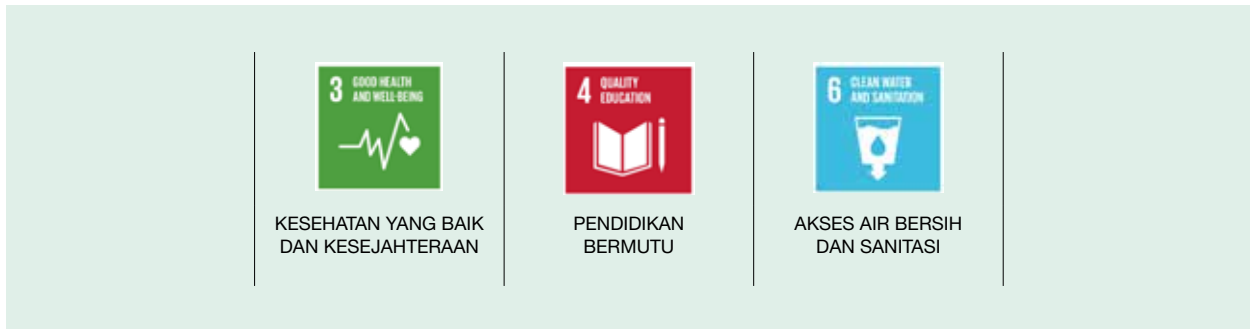 3 GOOD HEALTH
AND WELL-BEING
KESEHATAN YANG BAIK
DAN KESEJAHTERAAN
4 QUALITY
EDUCATION
PENDIDIKAN
BERMUTU
6 CLEAN WATER
AND SANITATION
AKSES AIR BERSIH
DAN SANITASI